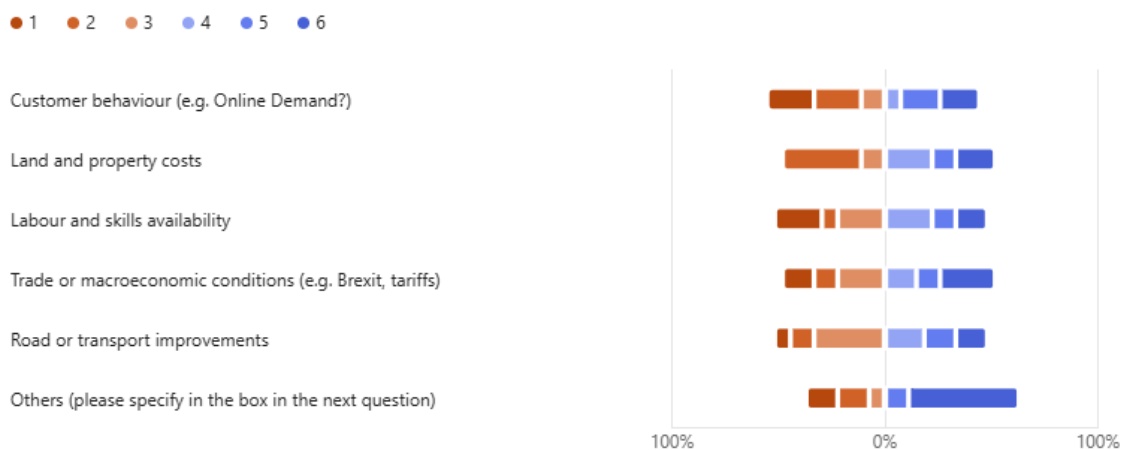 1 2 3 4 5 6
Customer behaviour (e.g. Online Demand?)
Land and property costs
Labour and skills availability
Trade or macroeconomic conditions (e.g. Brexit, tariffs)
Road or transport improvements
Others (please specify in the box in the next question)
100% 0% 100%